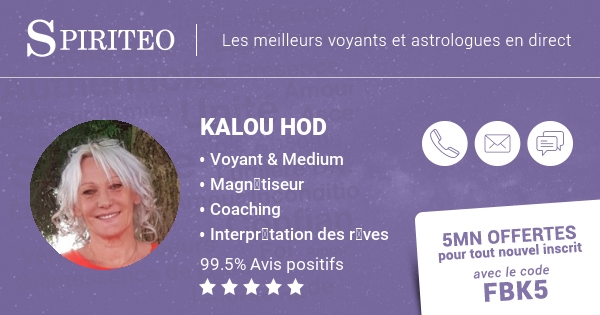 SPIRITEO
Les meilleurs voyants et astrologues en direct
KALOU HOD
• Voyant & Medium
• Magn▯tiseur
• Coaching
• Interpr▯tation des r▯ves
99.5% Avis positifs
5MN OFFERTES
pour tout nouvel inscrit
avec le code
FBK5